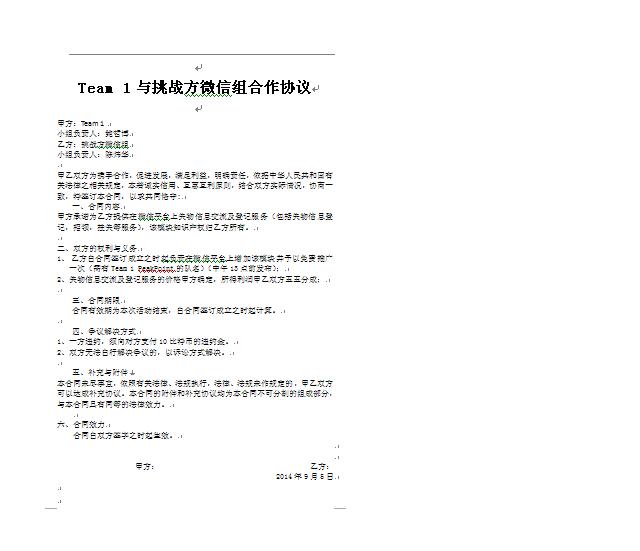 Team 1与挑战方微信组合作协议
甲方：Team 1
小组负责人：
乙方：挑战方微信组
小组负责人：陈沛华
甲乙双方为携手合作，促进发展，满足利益，明确责任，依据中华人民共和国有
关法律之相关规定，本着诚实信用、互惠互利原则，结合双方实际情况，协商一
致，特签订本合同，以求共同恪守：
一、合同内容
甲方承诺为乙方提供在微信平台上失物信息交流及登记服务（包括失物信息登
记，招领，挂失等服务），该模块知识产权归乙方所有。
二、双方的权利与义务
1、乙方自合同签订成立之时起负责在微信平台上增加该模块并予以免费推广
一次（需有 Team 1 PeakPoint 的队名）（中午 13 点前发布）；
2、失物信息交流及登记服务的价格甲方确定，所得利润甲乙双方五五分成；
三、合同期限
合同有效期为本次活动结束，自合同签订成立之时起计算。
四、争议解决方式
1、一方违约，须向对方支付 10 比特币的违约金。
2、双方无法自行解决争议的，以诉讼方式解决。
五、补充与附件
本合同未尽事宜，依照有关法律、法规执行，法律、法规未作规定的，甲乙双方
可以达成补充协议。本合同的附件和补充协议均为本合同不可分割的组成部分，
与本合同具有同等的法律效力。
六、合同效力
合同自双方签字之时起生效。
甲方： 乙方：
2014 年 9 月 5 日